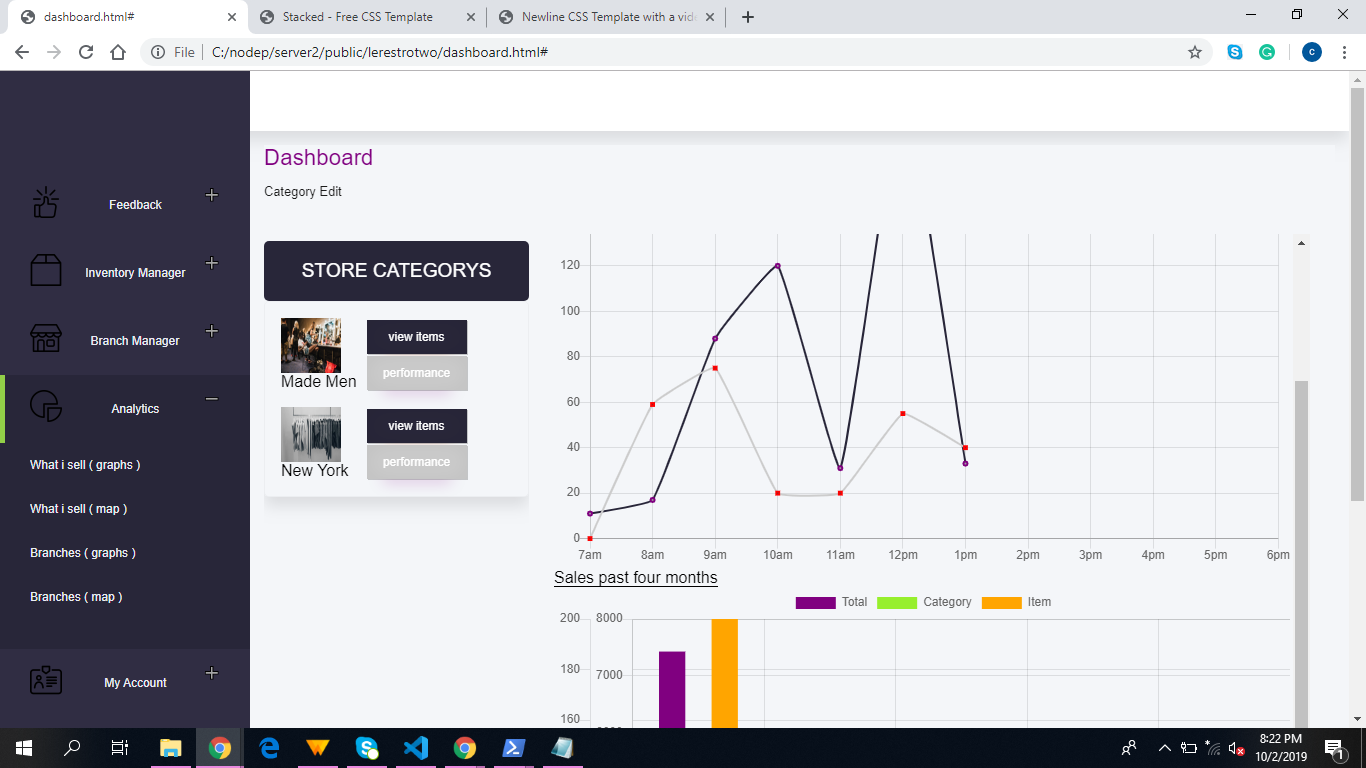 dashboard.html#
Stacked - Free CSS Template
Newline CSS Template with a vide
File
C:/nodep/server2/public/lerestrotwo/dashboard.html#
c
Feedback
Inventory Manager
Branch Manager
Analytics
What i sell ( graphs )
What i sell ( map )
Branches ( graphs )
Branches ( map )
My Account
Dashboard
Category Edit
STORE CATEGORYS
view items
performance
Made Men
view items
performance
New York
120
100
80
60
40
20
0
7am 8am 9am 10am 11am 12pm 1pm 2pm 3pm 4pm 5pm 6pm
Sales past four months
Total Category Item
200 8000
180 7000
160
8:22 PM
10/2/2019
1